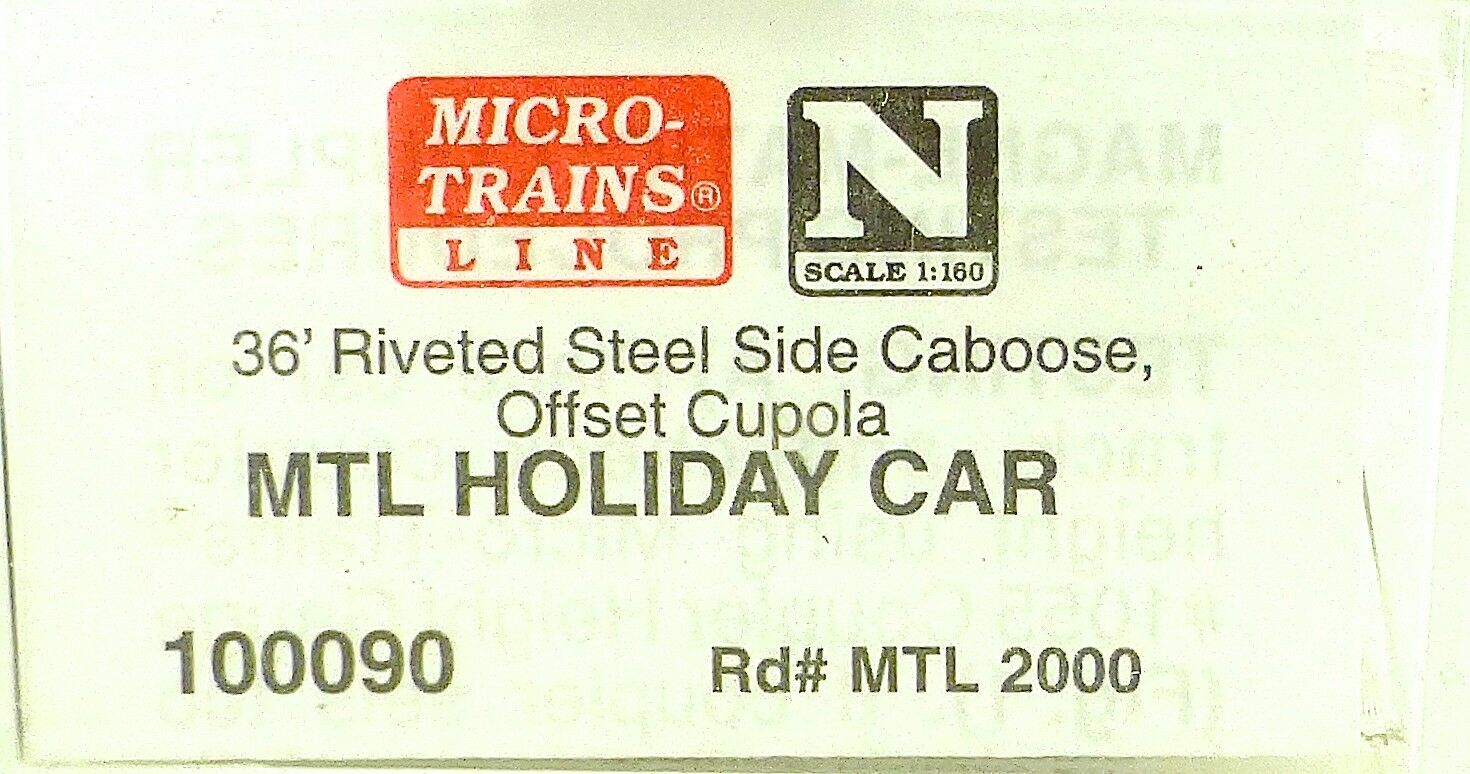 MICRO-
TRAINS®
LINE
N
SCALE 1:160
36' Riveted Steel Side Caboose,
Offset Cupola
MTL HOLIDAY CAR
100090 Rd# MTL 2000